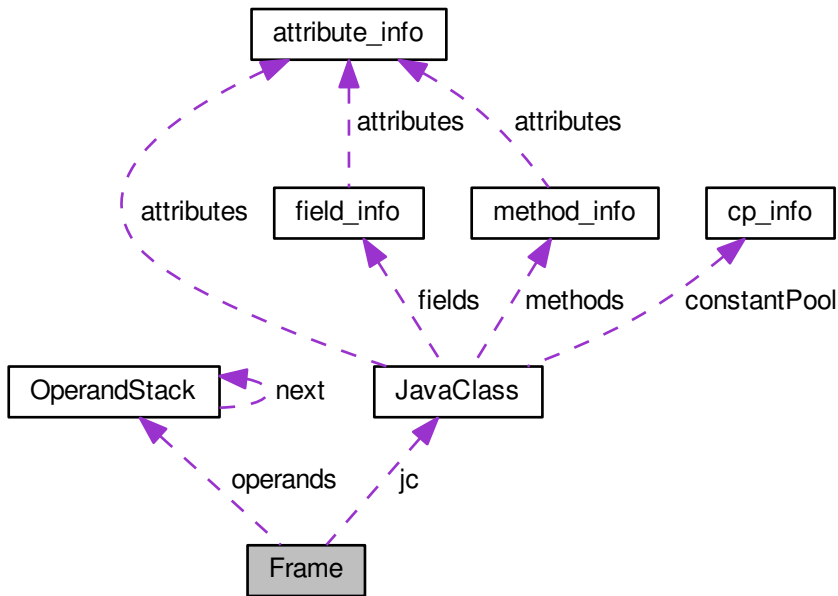 attribute_info
attributes
attributes
attributes
field_info
method_info
cp_info
fields
methods
constantPool
OperandStack
next
JavaClass
operands
jc
Frame